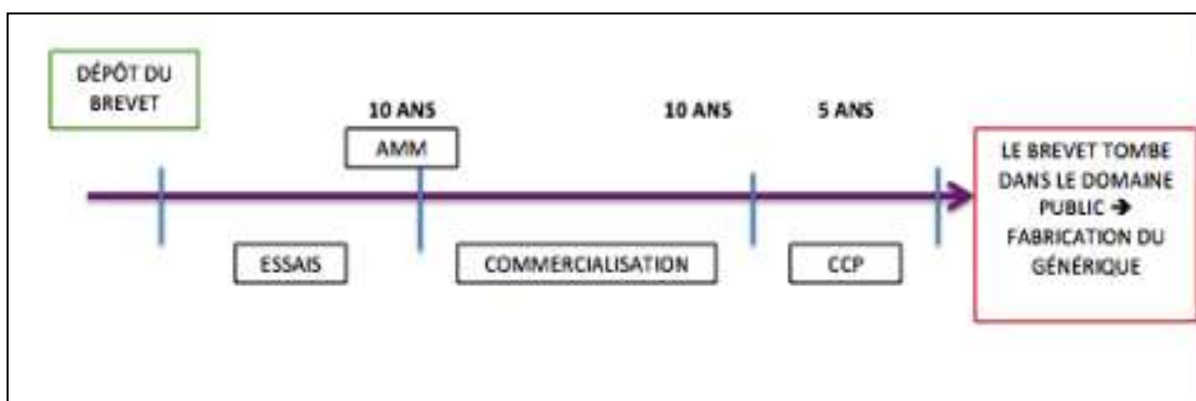 DÉPÔT DU
BREVET
10 ANS
10 ANS
5 ANS
AMM
LE BREVET TOMBE
DANS LE DOMAINE
PUBLIC ➔
FABRICATION DU
GÉNÉRIQUE
ESSAIS
COMMERCIALISATION
CCP